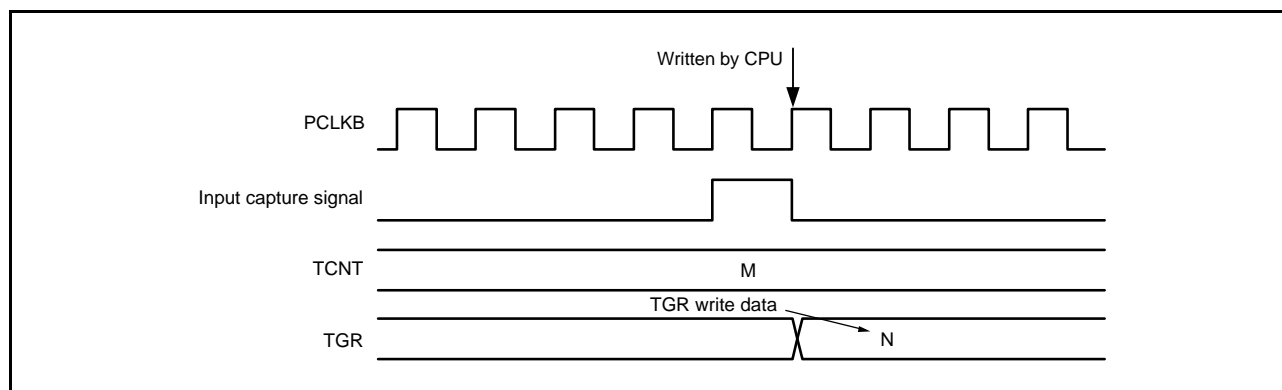 Written by CPU
PCLKB
Input capture signal
TCNT
M
TGR write data
TGR
N